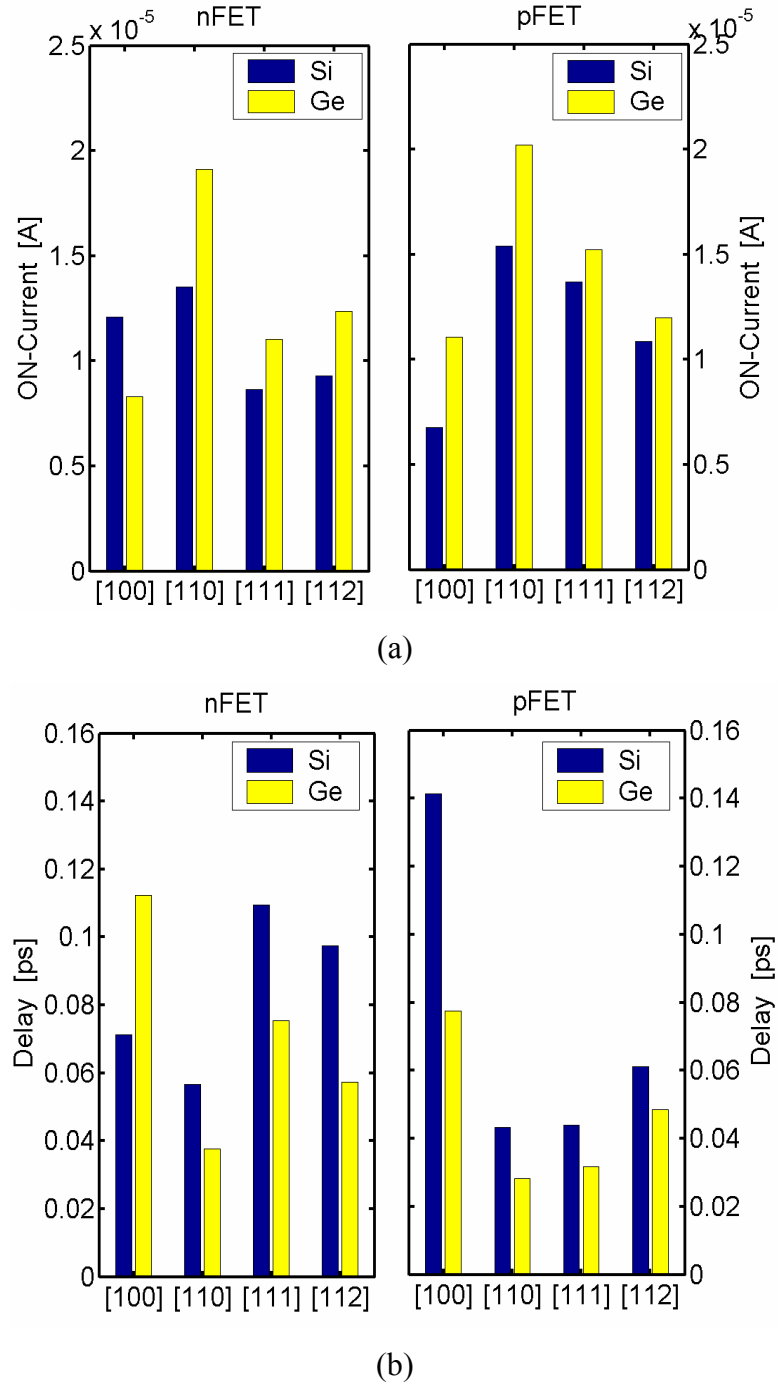 nFET
2.5 x 10^-5
Si
Ge
2
1.5
1
0.5
0
ON-Current [A]
[100] [110] [111] [112]
pFET
x 10^-5
2.5
Si
Ge
2
1.5
1
0.5
0
ON-Current [A]
[100] [110] [111] [112]
(a)
nFET
0.16
Si
Ge
0.14
0.12
0.1
0.08
0.06
0.04
0.02
0
Delay [ps]
[100] [110] [111] [112]
pFET
0.16
Si
Ge
0.14
0.12
0.1
0.08
0.06
0.04
0.02
0
Delay [ps]
[100] [110] [111] [112]
(b)